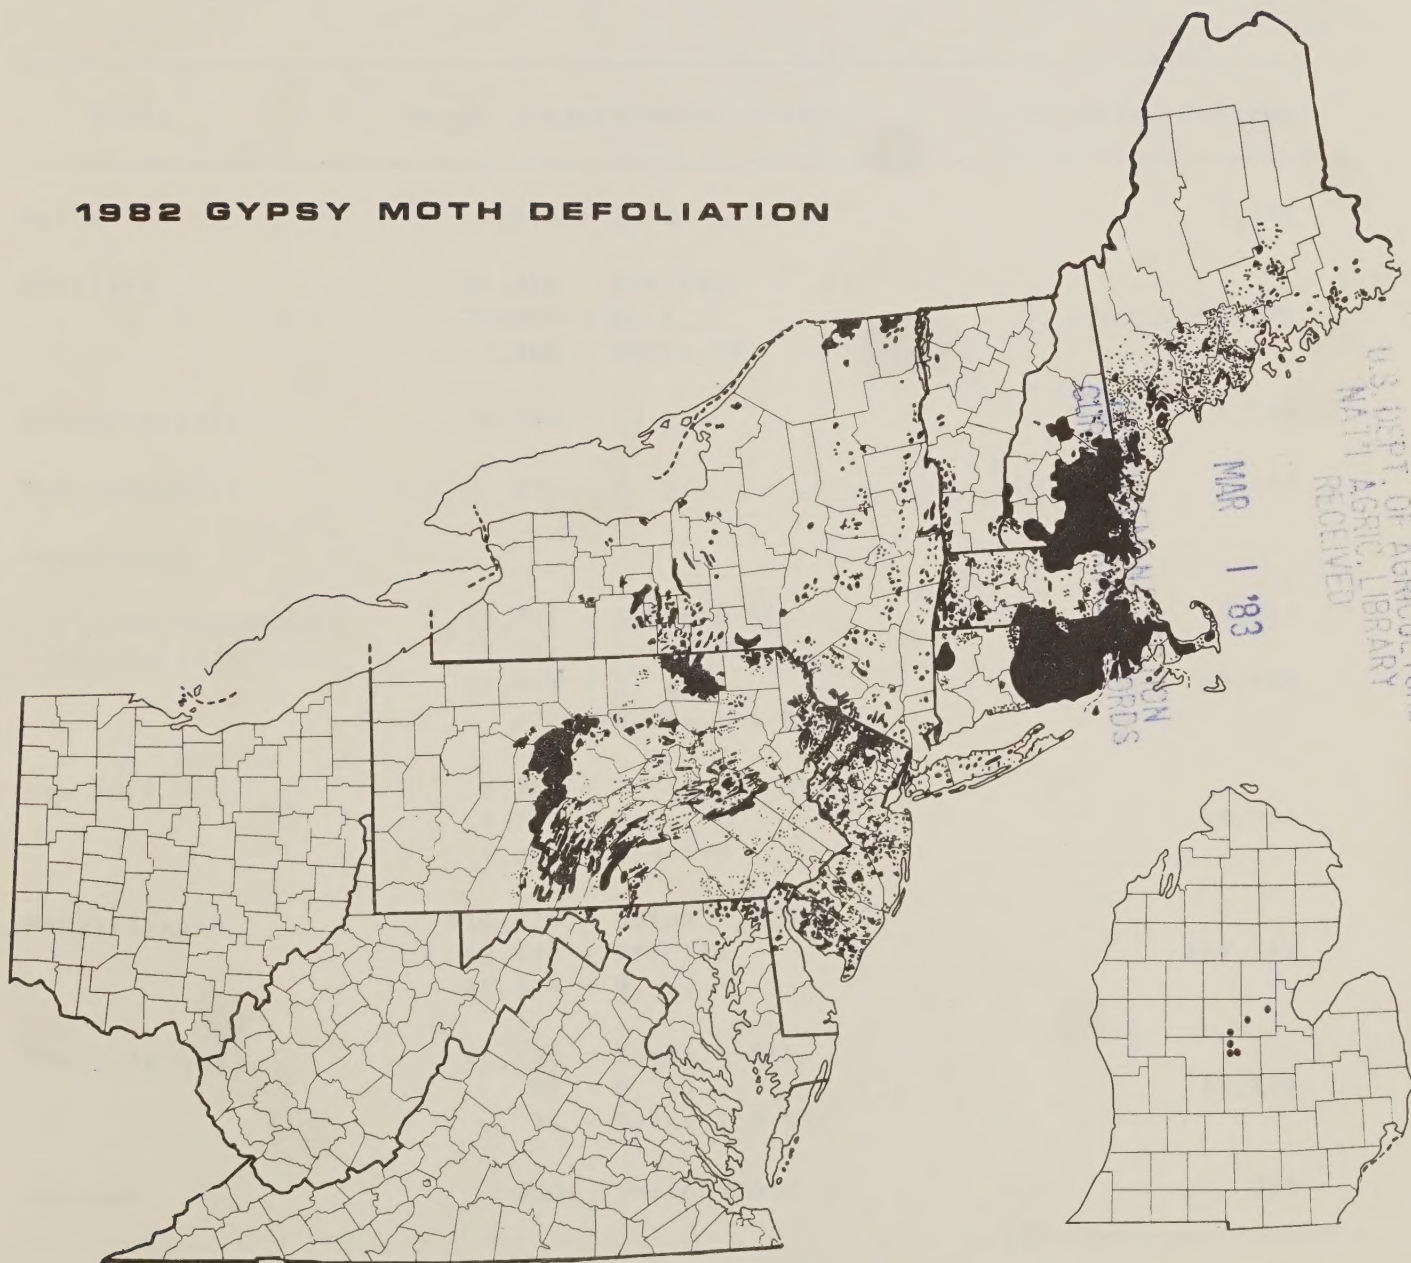 1982 GYPSY MOTH DEFOLIATION
U.S. DEPT. OF AGRICULTURE
NAT'L AGRIC. LIBRARY
RECEIVED
MAR 1 '83